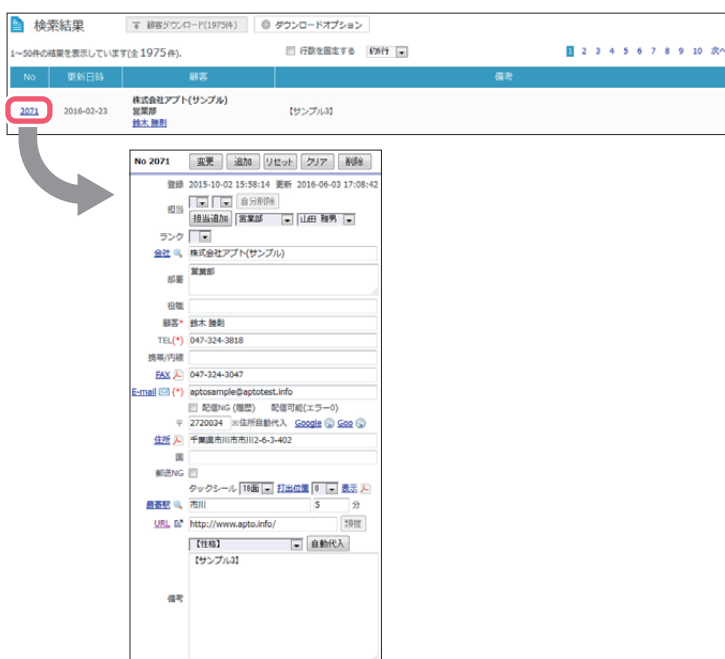 検索結果 顧客ダウンロード(1975件) ダウンロードオプション
1～50件の結果を表示しています(全1975件). 行数を固定する 1 2 3 4 5 6 7 8 9 10 次へ
No 更新日時 顧客 備考
2071 2016-02-23 株式会社アプト(サンプル) 営業部 鈴木 勝則 【サンプル3】
No 2071 変更 追加 リセット クリア 削除
登録 2015-10-02 15:58:14 更新 2016-06-03 17:08:42
担当 自分削除
担当追加 営業部 山田 雅男
ランク
会社 株式会社アプト(サンプル)
部署 営業部
役職
顧客* 鈴木 勝則
TEL(*) 047-324-3818
携帯/内線
FAX 047-324-3047
E-mail (*) aptosample@aptotest.info
配信NG (履歴) 配信可能(エラー0)
〒 2720034 ※住所自動代入 Google Goo
住所 千葉県市川市市川2-6-3-402
国
郵送NG
タックシール 18面 打出位置 0 表示
最寄駅 市川 5 分
URL http://www.apto.info/
【性格】 自動代入
備考 【サンプル3】